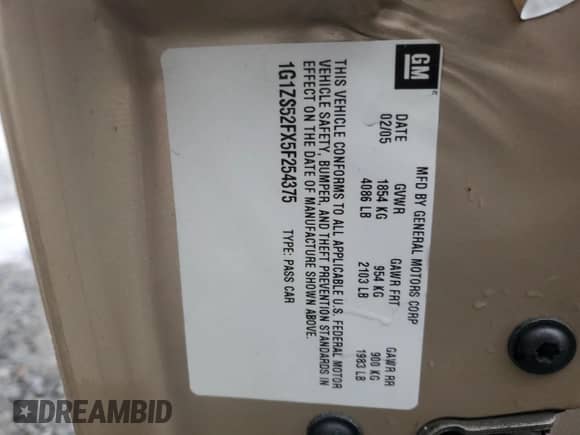 GM
MFD BY GENERAL MOTORS CORP
DATE GVWR GAWR FRT GAWR RR
02/05 1854 KG 954 KG 900 KG
4086 LB 2103 LB 1983 LB
THIS VEHICLE CONFORMS TO ALL APPLICABLE U.S. FEDERAL MOTOR
VEHICLE SAFETY, BUMPER, AND THEFT PREVENTION STANDARDS IN
EFFECT ON THE DATE OF MANUFACTURE SHOWN ABOVE.
1G1ZS52FX5F254375 TYPE: PASS CAR
DREAMBID